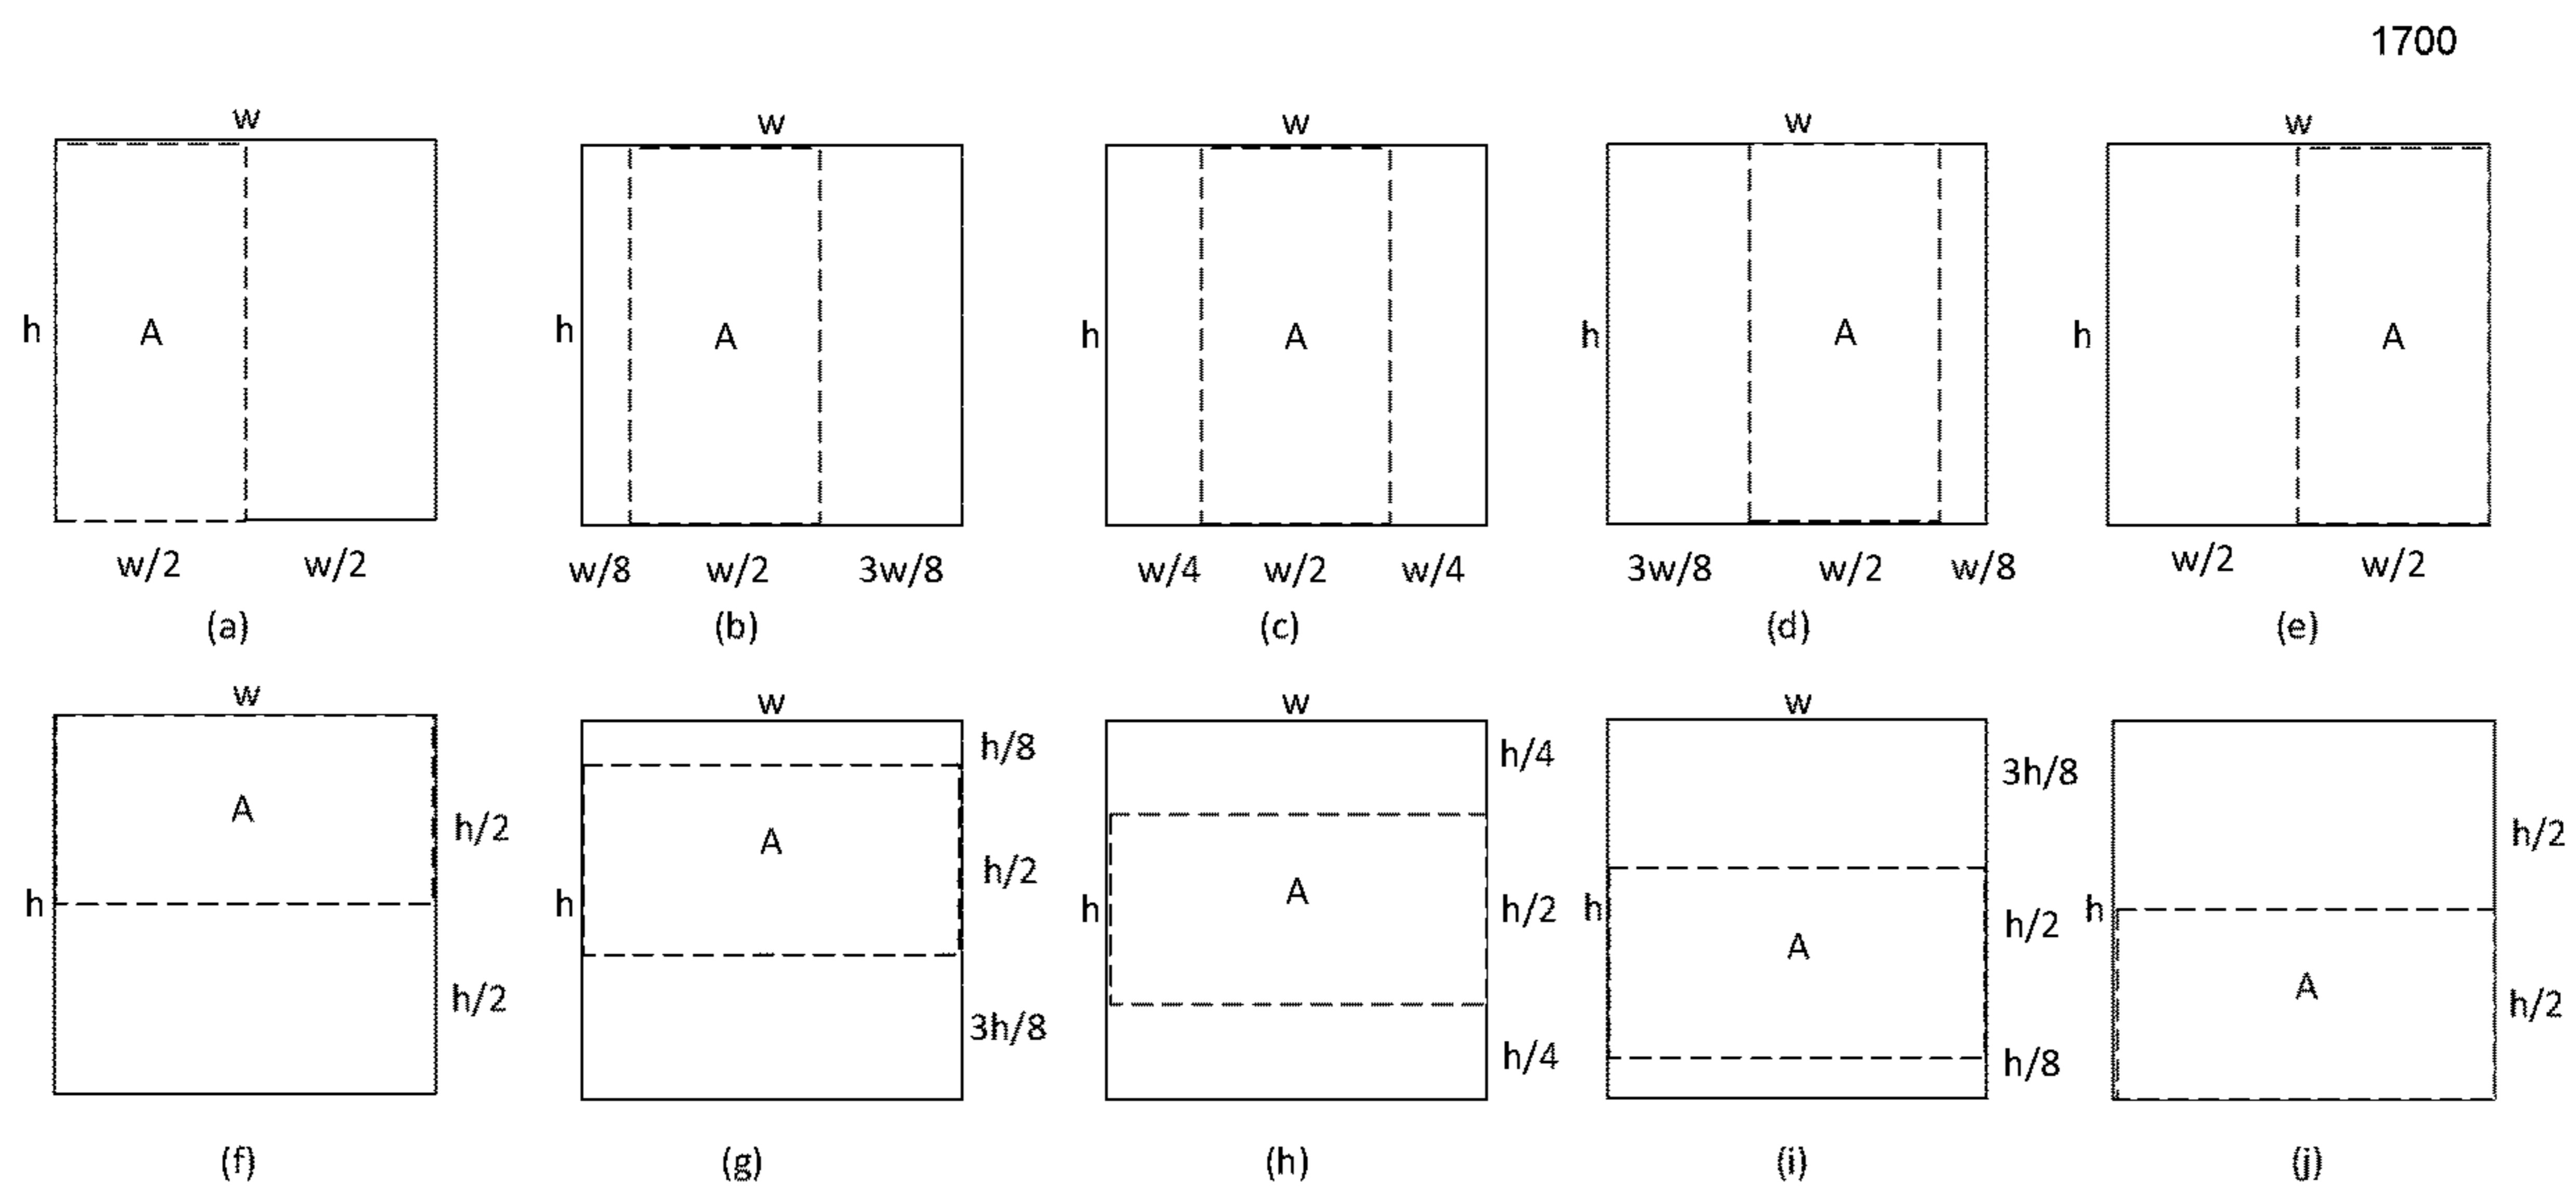 1700
w w w w w
h A h A h A h A h A
w/2 w/2 w/8 w/2 3w/8 w/4 w/2 w/4 3w/8 w/2 w/8 w/2 w/2
(a) (b) (c) (d) (e)
w w w w
h/8 h/4 3h/8
A h/2 A h/2 A h/2 A h/2 h/2
h h h h h A
h/2 3h/8 h/4 h/8 h/2
(f) (g) (h) (i) (j)